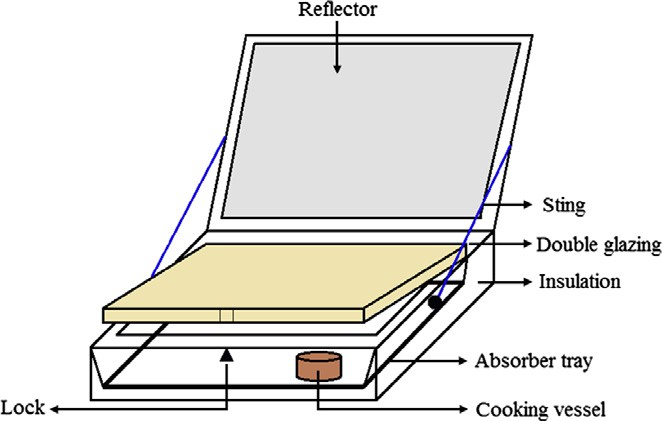 Reflector
Sting
Double glazing
Insulation
Absorber tray
Lock
Cooking vessel